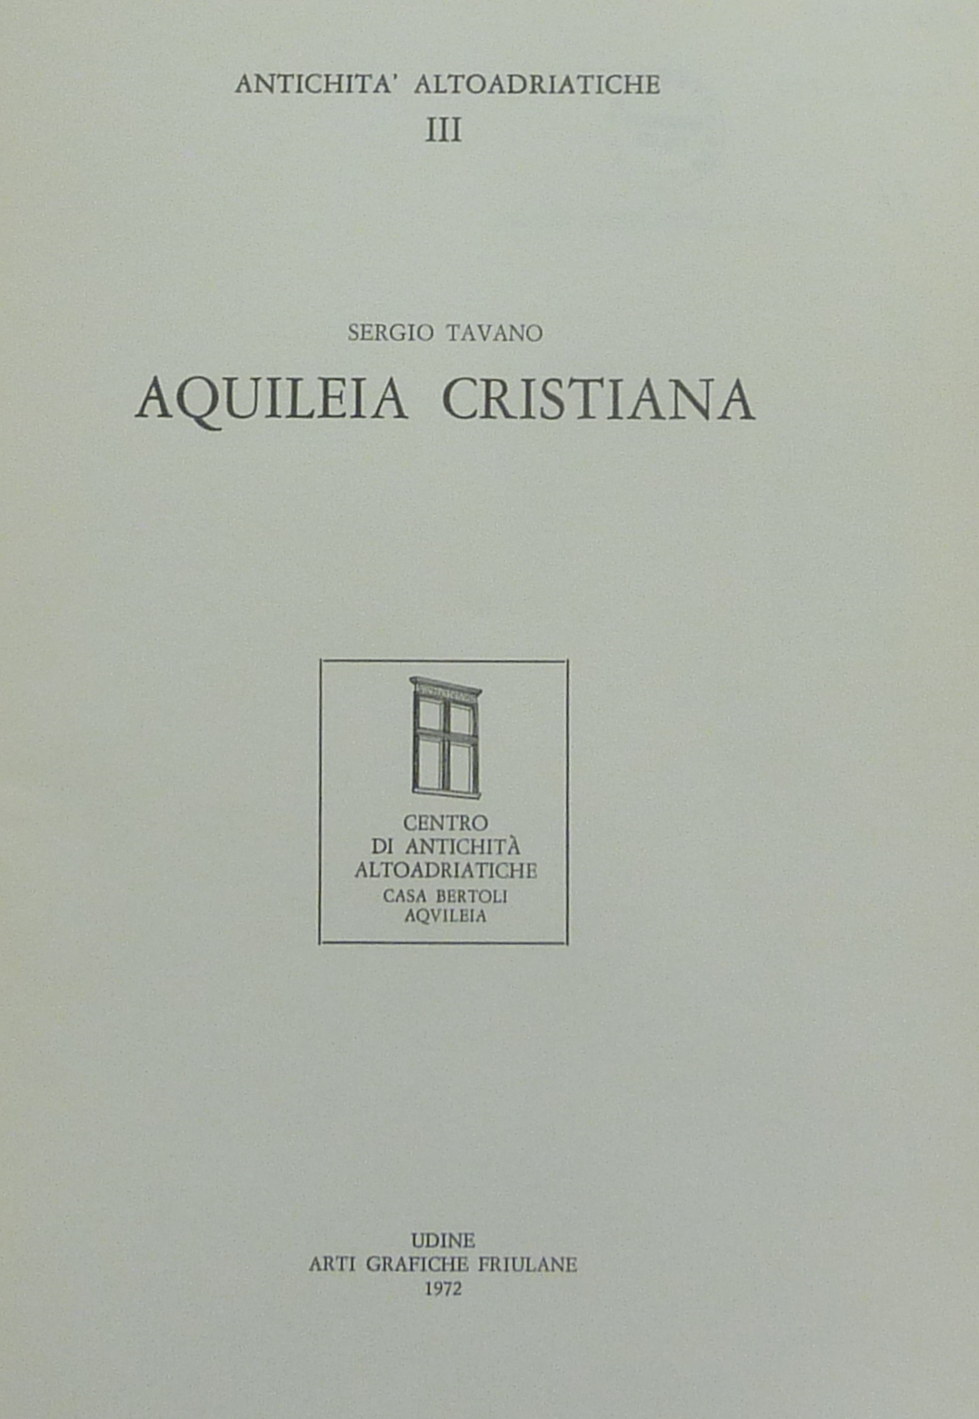 ANTICHITA' ALTOADRIATICHE
III
SERGIO TAVANO
AQUILEIA CRISTIANA
CENTRO
DI ANTICHITÀ
ALTOADRIATICHE
CASA BERTOLI
AQVILEIA
UDINE
ARTI GRAFICHE FRIULANE
1972